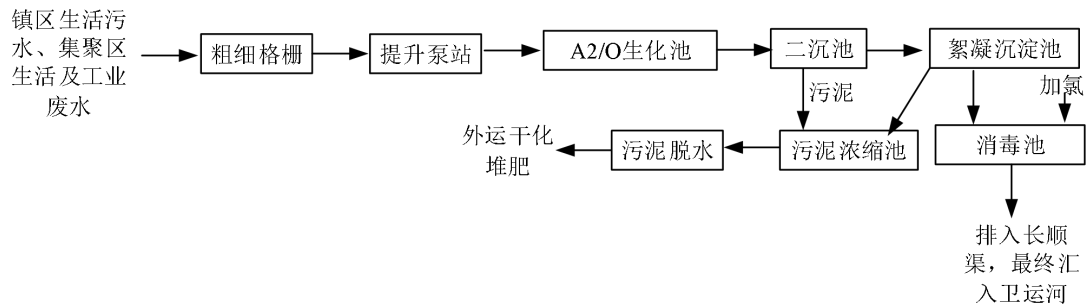 镇区生活污
水、集聚区
生活及工业
废水
粗细格栅
提升泵站
A2/O生化池
二沉池
絮凝沉淀池
污泥
加氯
外运干化
堆肥
污泥脱水
污泥浓缩池
消毒池
排入长顺
渠，最终汇
入卫运河